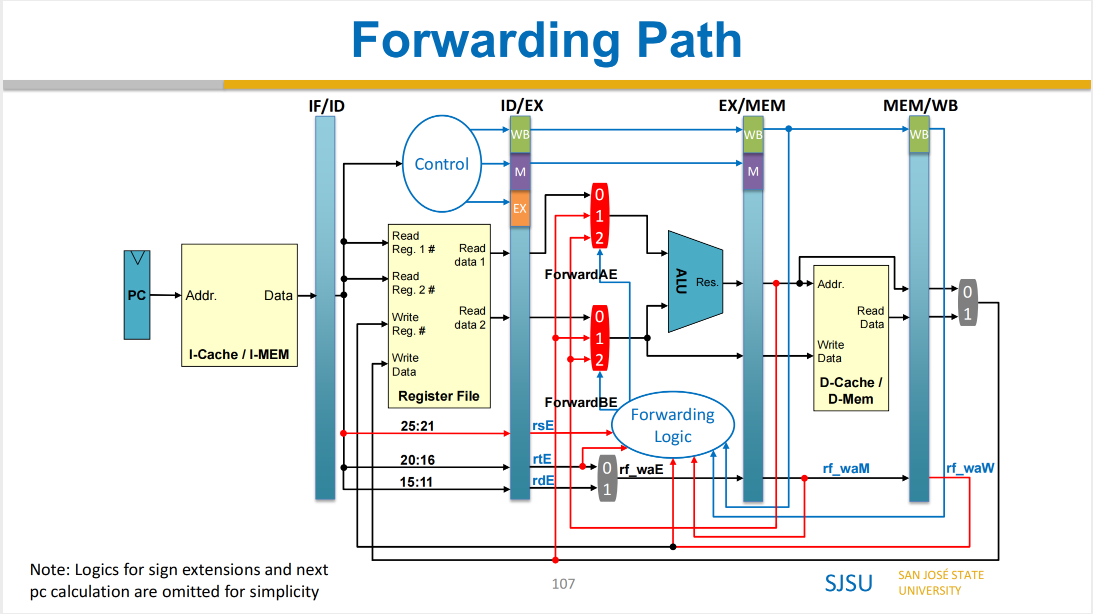 Forwarding Path
IF/ID
ID/EX
EX/MEM
MEM/WB
Control
WB
M
EX
WB
M
WB
PC
Addr.
Data
I-Cache / I-MEM
Read
Reg. 1 #
Read
data 1
Read
Reg. 2 #
Write
Reg. #
Read
data 2
Write
Data
Register File
0
1
2
ForwardAE
0
1
2
ForwardBE
ALU
Res.
Addr.
Read
Data
Write
Data
D-Cache /
D-Mem
0
1
Forwarding
Logic
25:21
rsE
20:16
rtE
15:11
rdE
0
1
rf_waE
rf_waM
rf_waW
Note: Logics for sign extensions and next
pc calculation are omitted for simplicity
107
SJSU
SAN JOSÉ STATE
UNIVERSITY